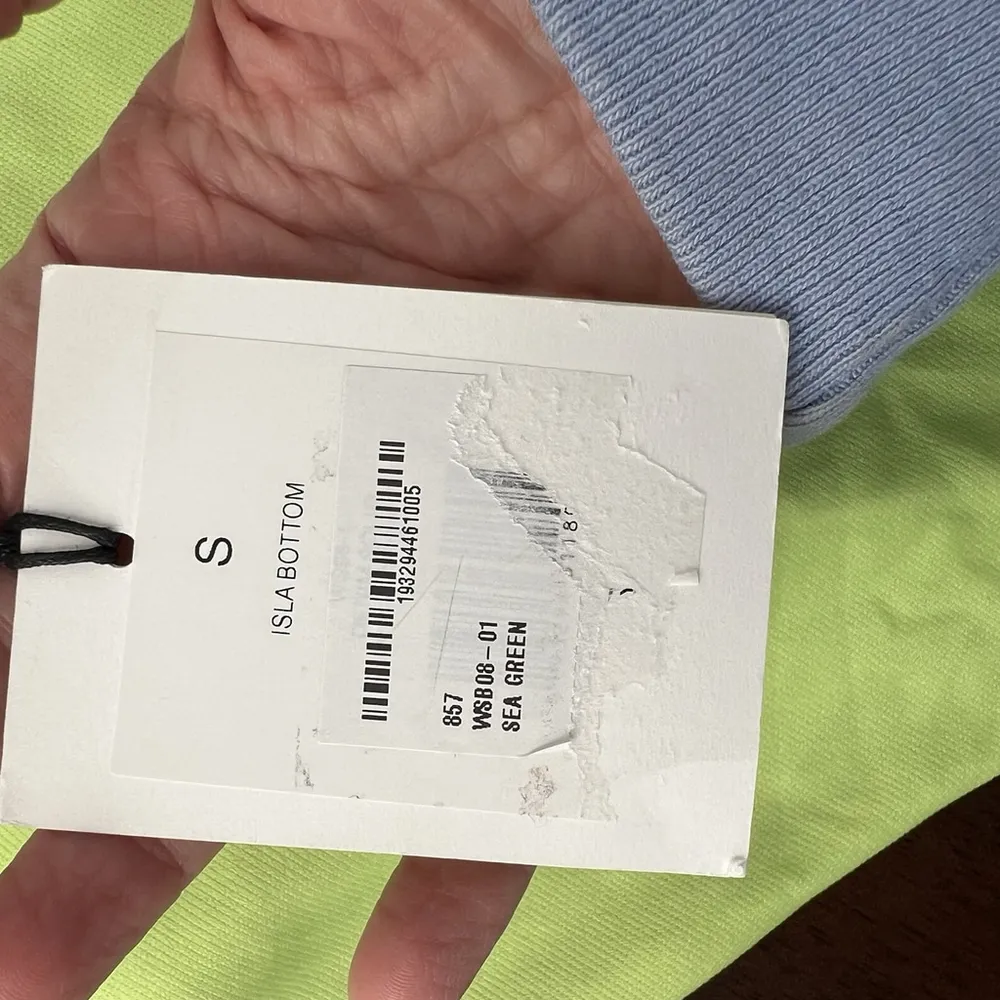 S
ISLA BOTTOM
193294461005
857
WSB08-01
SEA GREEN